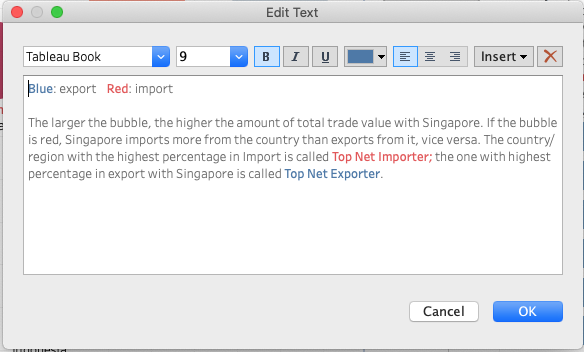 Edit Text
Tableau Book 9 B I U Insert
Blue: export Red: import
The larger the bubble, the higher the amount of total trade value with Singapore. If the bubble
is red, Singapore imports more from the country than exports from it, vice versa. The country/
region with the highest percentage in Import is called Top Net Importer; the one with highest
percentage in export with Singapore is called Top Net Exporter.
Cancel OK